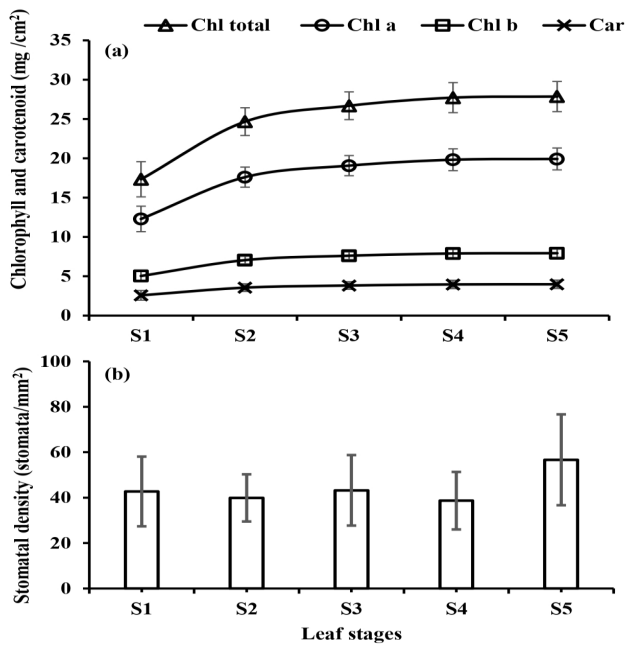 Chl total Chl a Chl b Car
(a)
Chlorophyll and carotenoid (mg /cm²)
35
30
25
20
15
10
5
0
S1 S2 S3 S4 S5
(b)
Stomatal density (stomata/mm²)
100
80
60
40
20
0
S1 S2 S3 S4 S5
Leaf stages